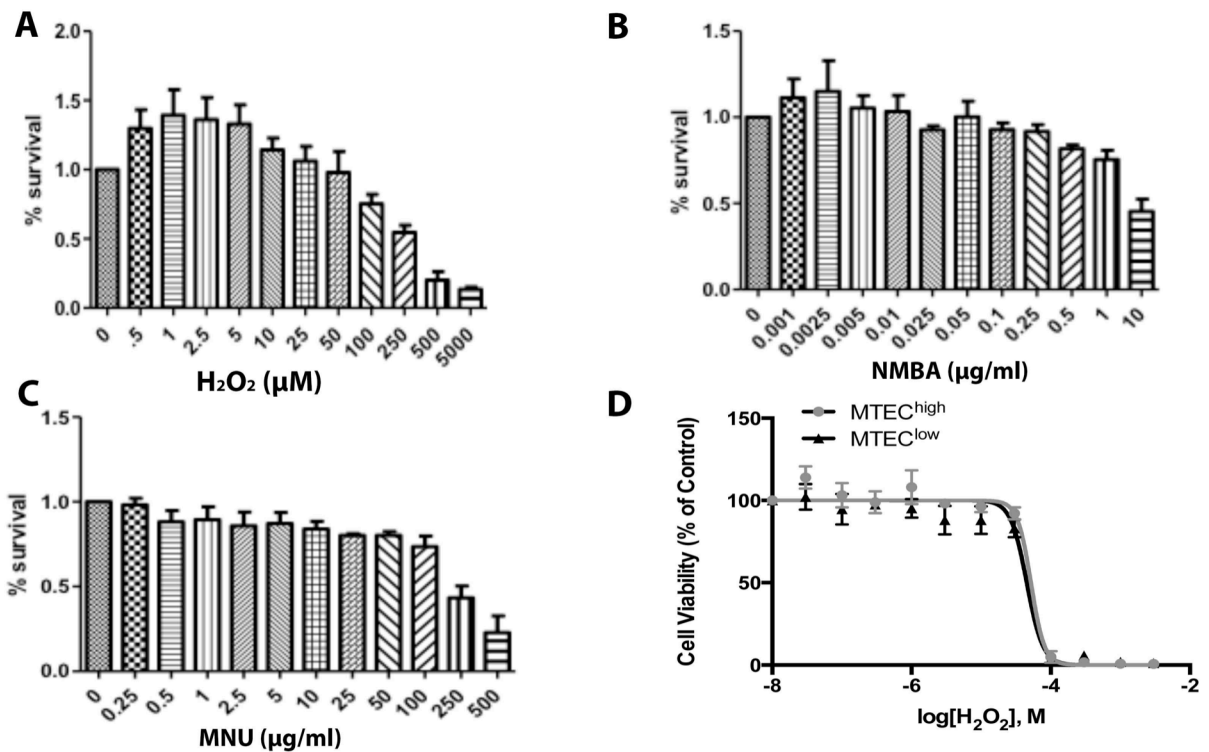 A
2.0
1.5
1.0
0.5
0.0
% survival
0 .5 1 2.5 5 10 25 50 100 250 500 5000
H₂O₂ (μM)
B
1.5
1.0
0.5
0.0
% survival
0 0.001 0.0025 0.005 0.01 0.025 0.05 0.1 0.25 0.5 1 10
NMBA (μg/ml)
C
1.5
1.0
0.5
0.0
% survival
0 0.25 0.5 1 2.5 5 10 25 50 100 250 500
MNU (μg/ml)
D
MTEChigh
MTEClow
150
100
50
0
Cell Viability (% of Control)
-8 -6 -4 -2
log[H₂O₂], M